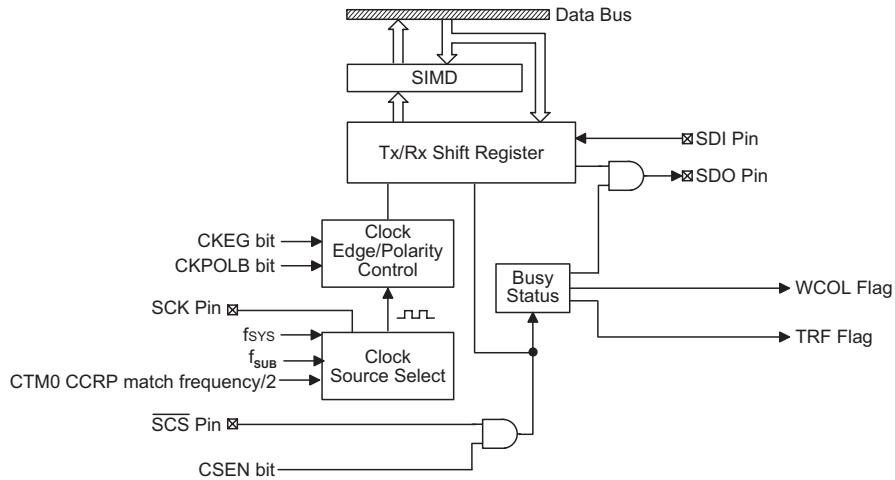 Data Bus
SIMD
Tx/Rx Shift Register
SDI Pin
SDO Pin
CKEG bit
CKPOLB bit
Clock
Edge/Polarity
Control
Busy
Status
WCOL Flag
TRF Flag
SCK Pin
fSYS
fSUB
CTM0 CCRP match frequency/2
Clock
Source Select
SCS Pin
CSEN bit